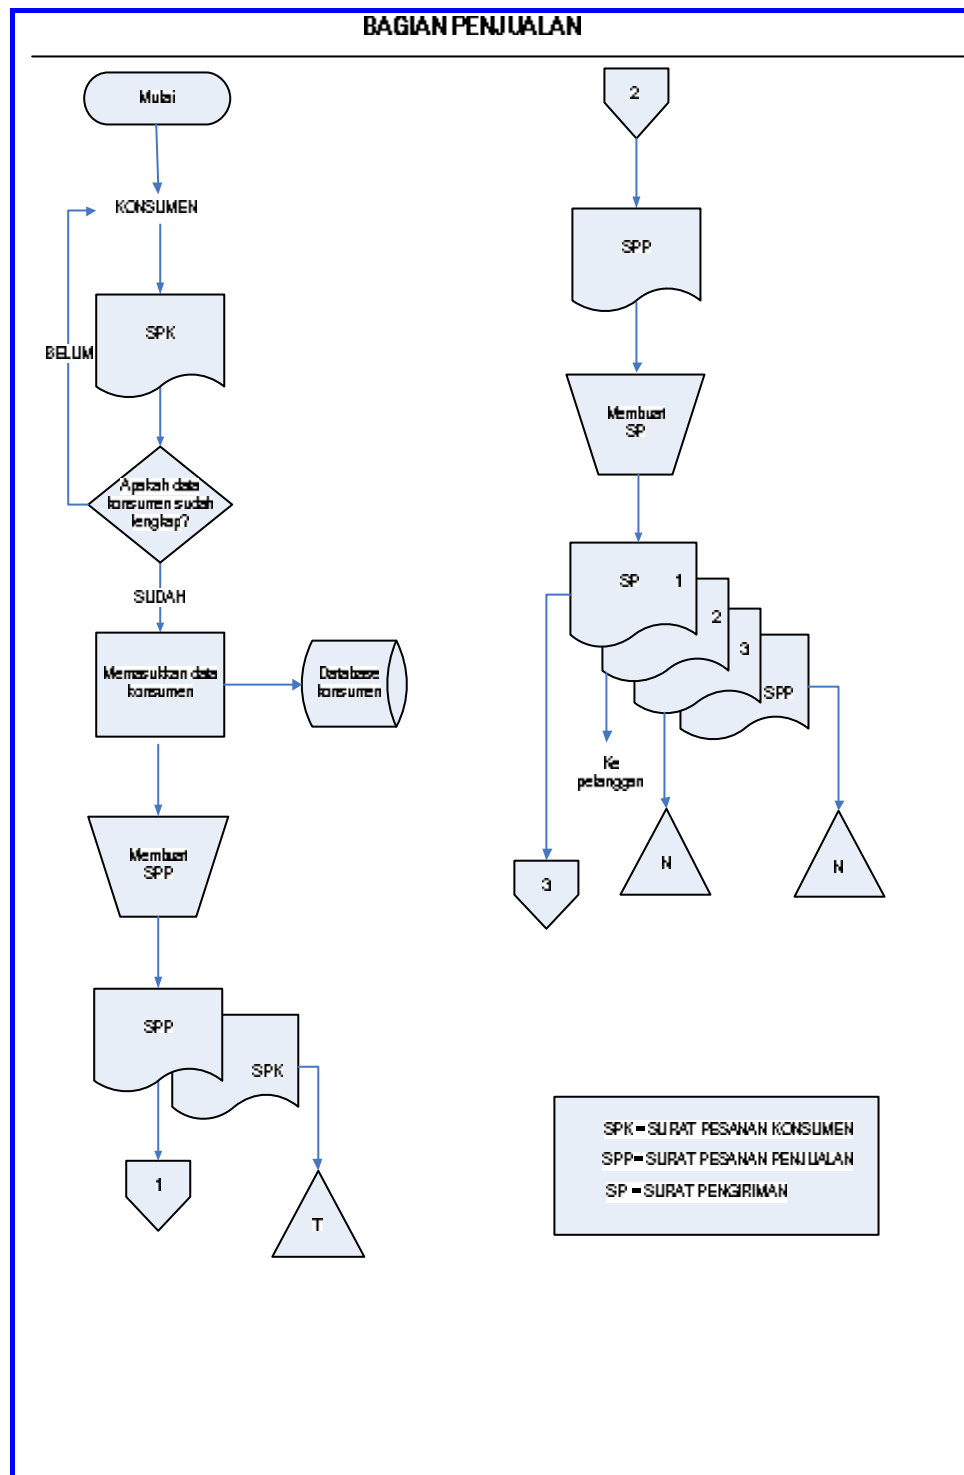 BAGIAN PENJUALAN
Mulai
KONSUMEN
SPK
BELUM
Apakah data
konsumen sudah
lengkap?
SUDAH
Memasukkan data
konsumen
Database
konsumen
Membuat
SPP
SPP
SPK
1
T
2
SPP
Membuat
SP
SP 1
2
3
SPP
Ke
pelanggan
3
N
N
SPK = SURAT PESANAN KONSUMEN
SPP = SURAT PESANAN PENJUALAN
SP = SURAT PENGIRIMAN